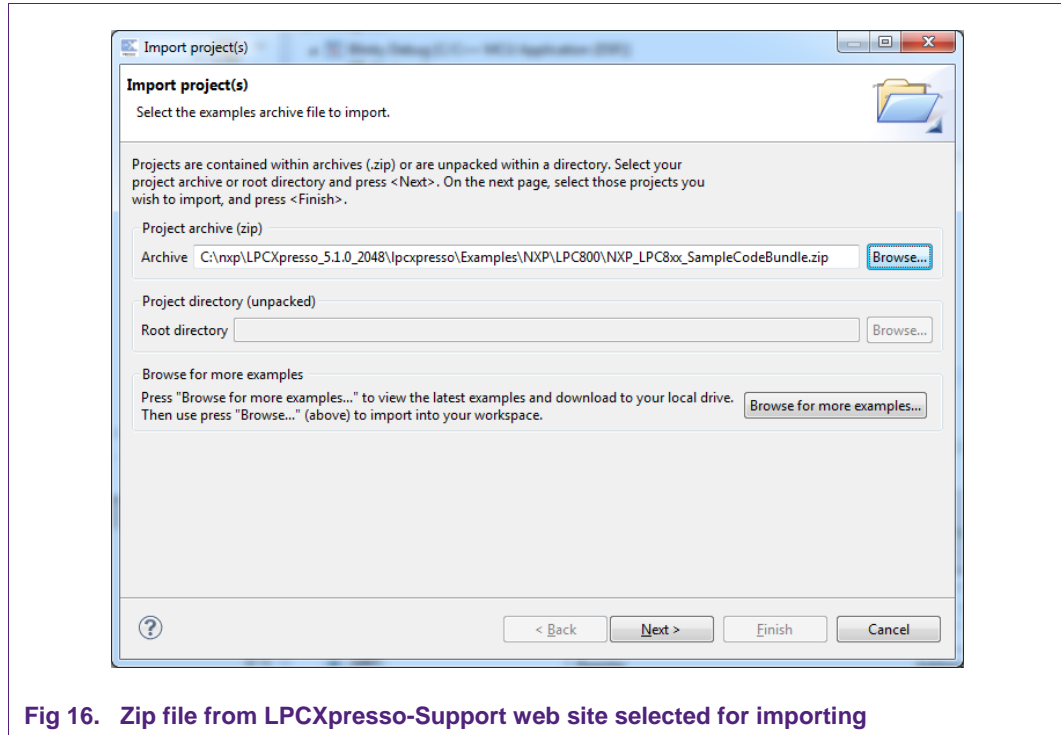 Import project(s)
Import project(s)
Select the examples archive file to import.
Projects are contained within archives (.zip) or are unpacked within a directory. Select your
project archive or root directory and press <Next>. On the next page, select those projects you
wish to import, and press <Finish>.
Project archive (zip)
Archive C:\nxp\LPCXpresso_5.1.0_2048\lpcxpresso\Examples\NXP\LPC800\NXP_LPC8xx_SampleCodeBundle.zip Browse...
Project directory (unpacked)
Root directory Browse...
Browse for more examples
Press "Browse for more examples..." to view the latest examples and download to your local drive.
Then use press "Browse..." (above) to import into your workspace.
Browse for more examples...
? < Back Next > Finish Cancel
Fig 16. Zip file from LPCXpresso-Support web site selected for importing